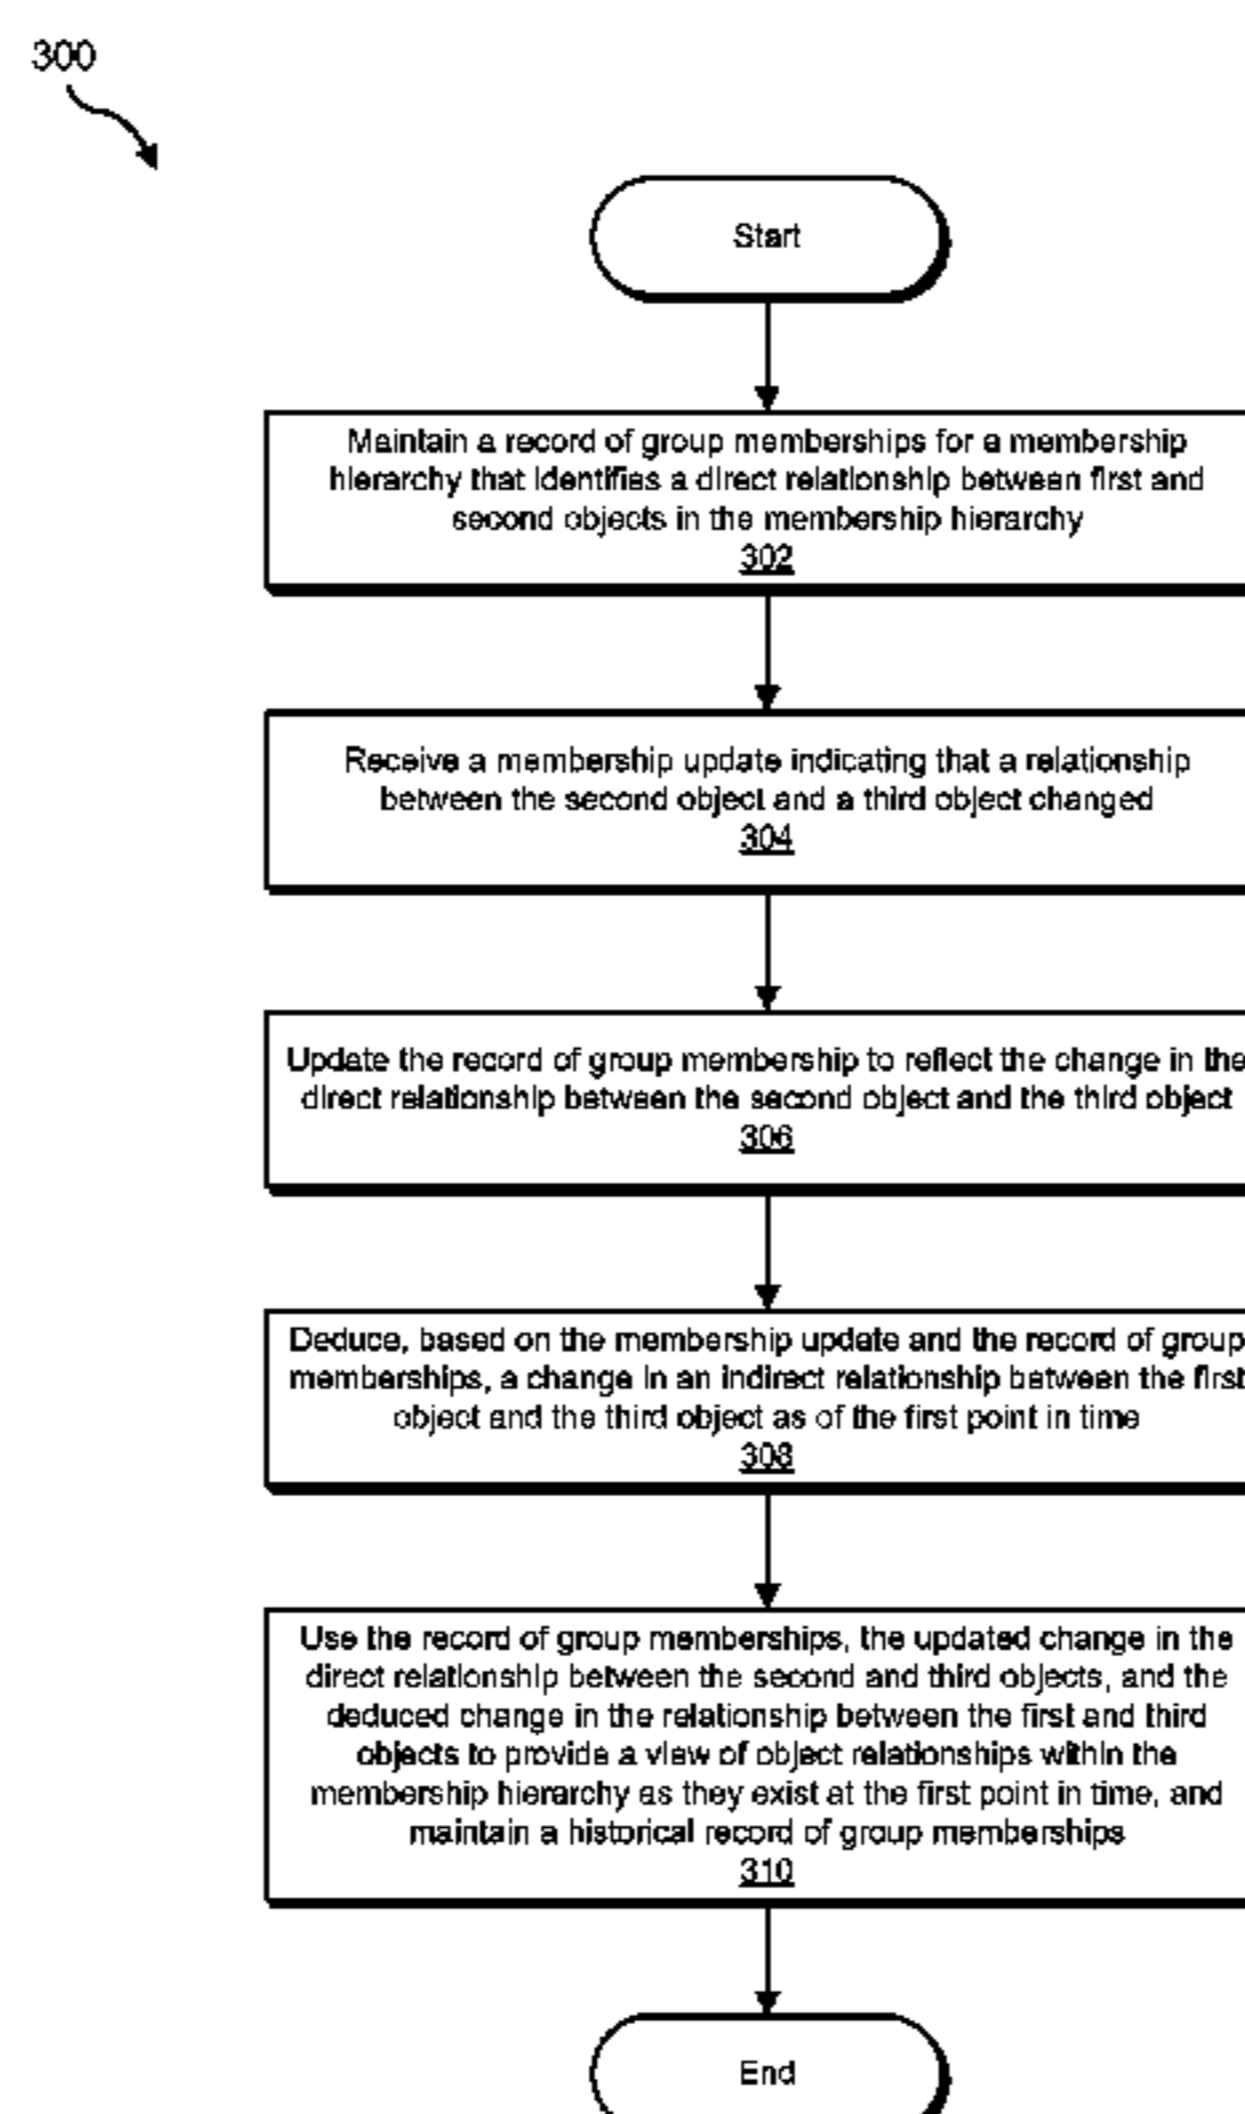 300
Start
Maintain a record of group memberships for a membership
hierarchy that identifies a direct relationship between first and
second objects in the membership hierarchy
302
Receive a membership update indicating that a relationship
between the second object and a third object changed
304
Update the record of group membership to reflect the change in the
direct relationship between the second object and the third object
306
Deduce, based on the membership update and the record of group
memberships, a change in an indirect relationship between the first
object and the third object as of the first point in time
308
Use the record of group memberships, the updated change in the
direct relationship between the second and third objects, and the
deduced change in the relationship between the first and third
objects to provide a view of object relationships within the
membership hierarchy as they exist at the first point in time, and
maintain a historical record of group memberships
310
End